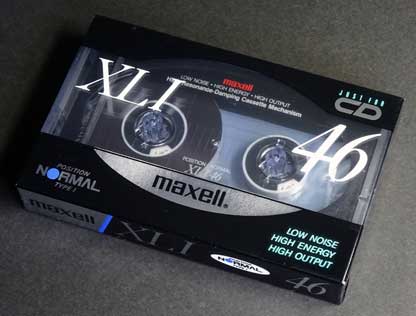 maxell
LOW NOISE • HIGH ENERGY • HIGH OUTPUT
High Resonance-Damping Cassette Mechanism
JUST FOR
CD
XLI
46
POSITION NORMAL
XLI 46
maxell
POSITION
NORMAL
TYPE I
LOW NOISE
HIGH ENERGY
HIGH OUTPUT
maxell
XLI
NORMAL
46